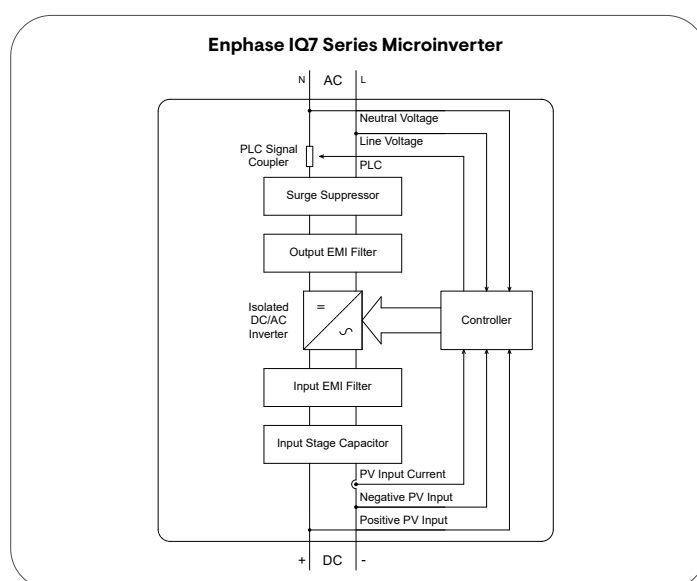 Enphase IQ7 Series Microinverter
N AC L
Neutral Voltage
Line Voltage
PLC Signal
Coupler
PLC
Surge Suppressor
Output EMI Filter
Isolated
DC/AC
Inverter
=
∿
Controller
Input EMI Filter
Input Stage Capacitor
PV Input Current
Negative PV Input
Positive PV Input
+ DC -